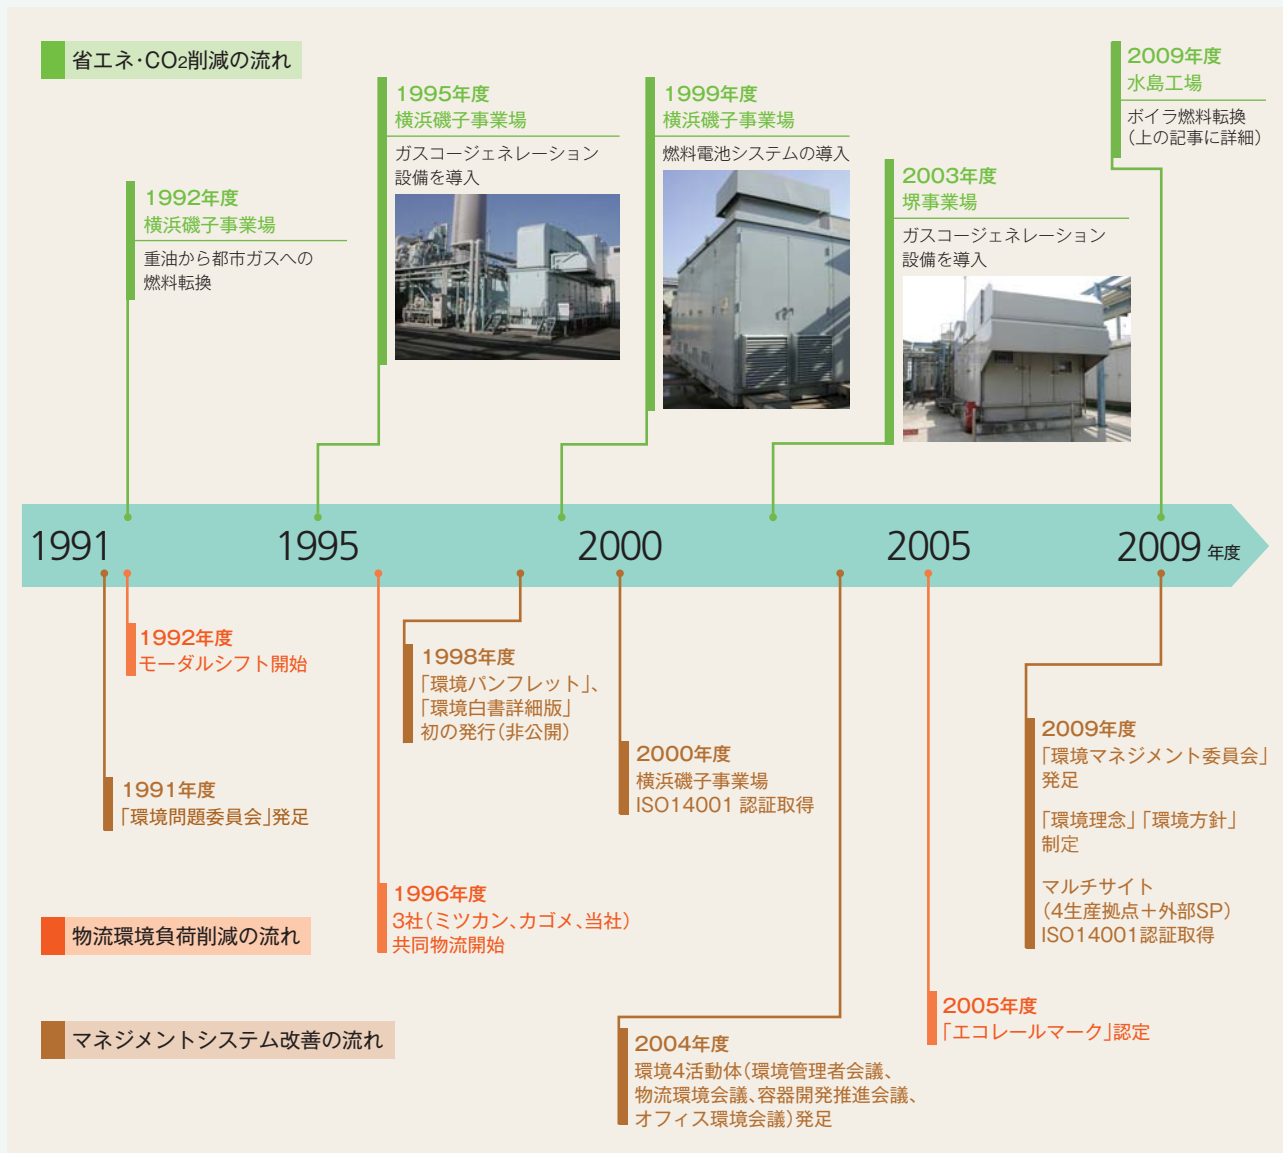 省エネ・CO2削減の流れ
1992年度
横浜磯子事業場
重油から都市ガスへの
燃料転換
1995年度
横浜磯子事業場
ガスコージェネレーション
設備を導入
1999年度
横浜磯子事業場
燃料電池システムの導入
2003年度
堺事業場
ガスコージェネレーション
設備を導入
2009年度
水島工場
ボイラ燃料転換
(上の記事に詳細)
1991 1995 2000 2005 2009 年度
1992年度
モーダルシフト開始
1991年度
「環境問題委員会」発足
1996年度
3社(ミツカン、カゴメ、当社)
共同物流開始
1998年度
「環境パンフレット」、
「環境白書詳細版」
初の発行(非公開)
2000年度
横浜磯子事業場
ISO14001 認証取得
2004年度
環境4活動体(環境管理者会議、
物流環境会議、容器開発推進会議、
オフィス環境会議)発足
2005年度
「エコレールマーク」認定
2009年度
「環境マネジメント委員会」
発足
「環境理念」「環境方針」
制定
マルチサイト
(4生産拠点+外部SP)
ISO14001認証取得
物流環境負荷削減の流れ
マネジメントシステム改善の流れ